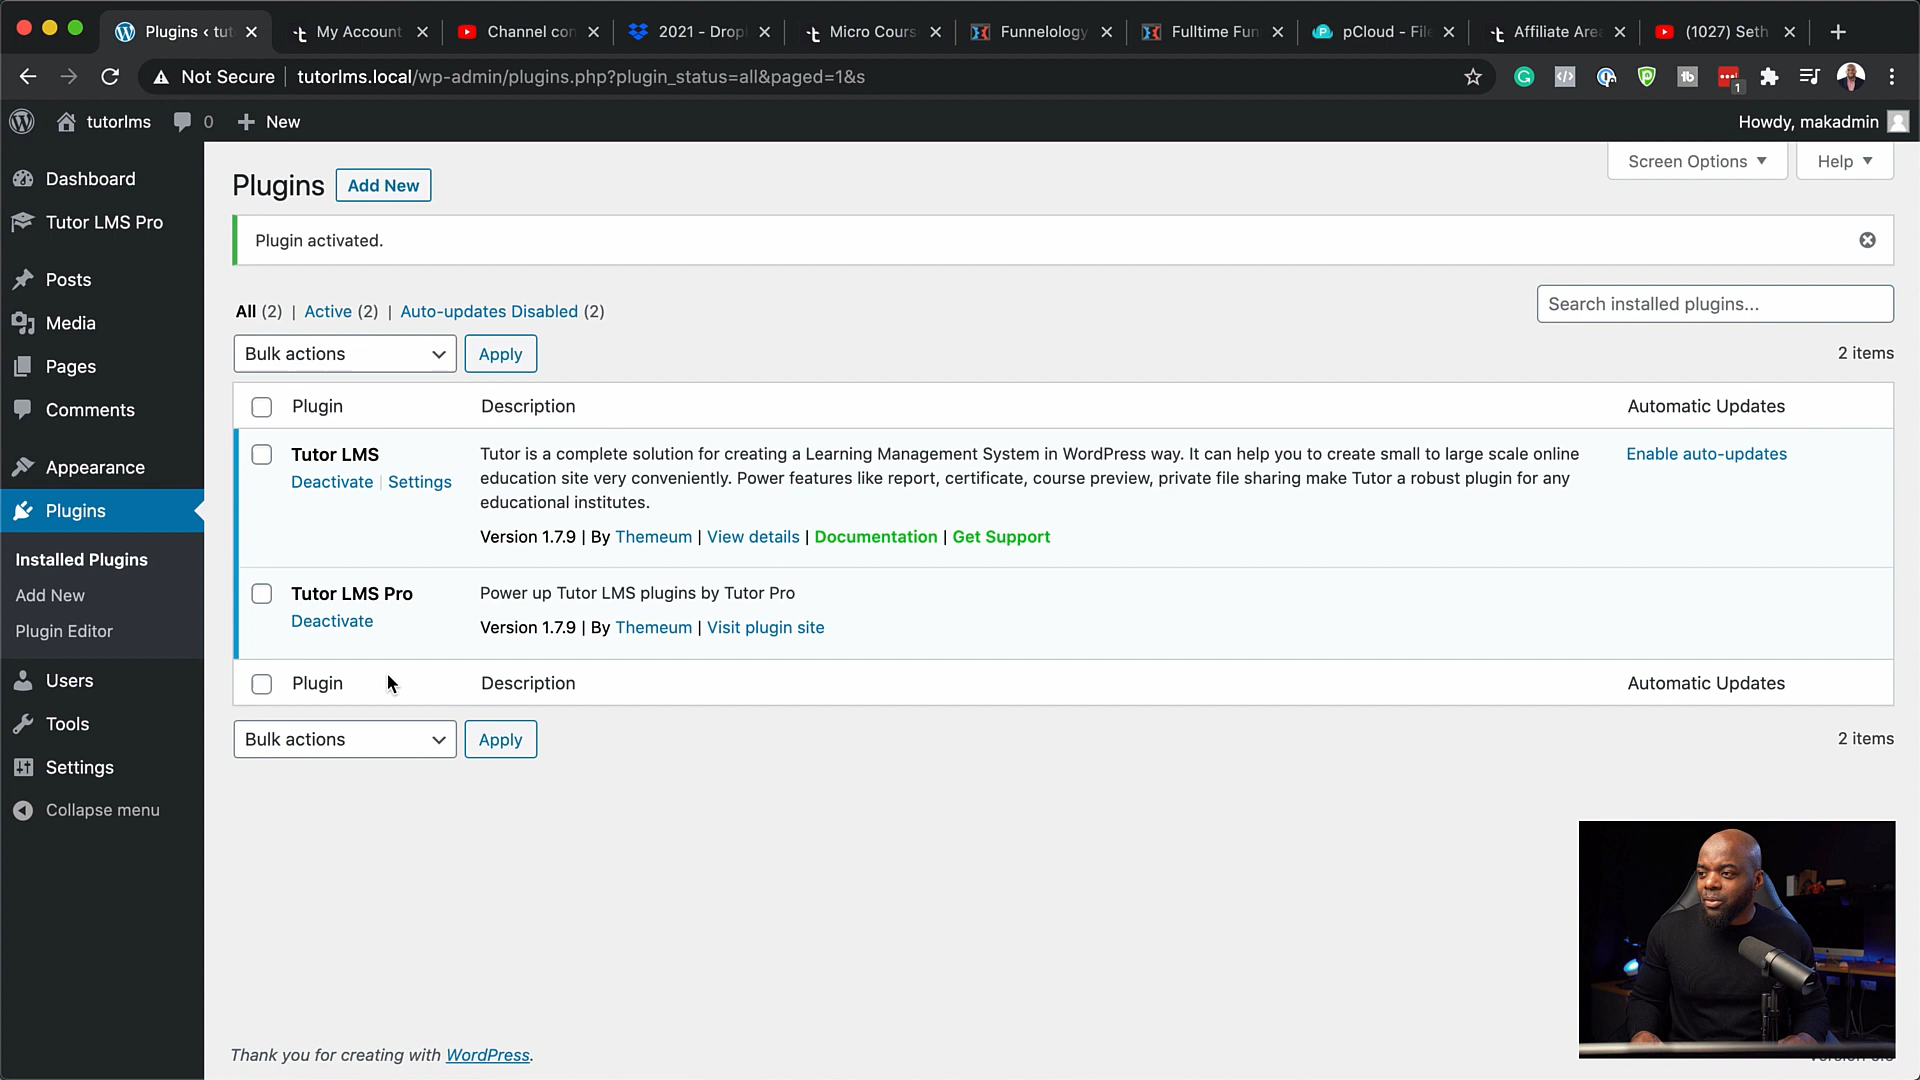 Plugins ‹ tut
My Account
Channel con
2021 - Drop
Micro Cours
Funnelology
Fulltime Fun
pCloud - File
Affiliate Area
(1027) Seth
Not Secure
tutorlms.local/wp-admin/plugins.php?plugin_status=all&paged=1&s
1
tutorlms
0
New
Howdy, makadmin
Dashboard
Tutor LMS Pro
Posts
Media
Pages
Comments
Appearance
Plugins
Installed Plugins
Add New
Plugin Editor
Users
Tools
Settings
Collapse menu
Screen Options
Help
Plugins
Add New
Plugin activated.
All (2) | Active (2) | Auto-updates Disabled (2)
Search installed plugins...
Bulk actions
Apply
2 items
Plugin
Description
Automatic Updates
Tutor LMS
Deactivate | Settings
Tutor is a complete solution for creating a Learning Management System in WordPress way. It can help you to create small to large scale online
education site very conveniently. Power features like report, certificate, course preview, private file sharing make Tutor a robust plugin for any
educational institutes.
Version 1.7.9 | By Themeum | View details | Documentation | Get Support
Enable auto-updates
Tutor LMS Pro
Deactivate
Power up Tutor LMS plugins by Tutor Pro
Version 1.7.9 | By Themeum | Visit plugin site
Plugin
Description
Automatic Updates
Bulk actions
Apply
2 items
Thank you for creating with WordPress.